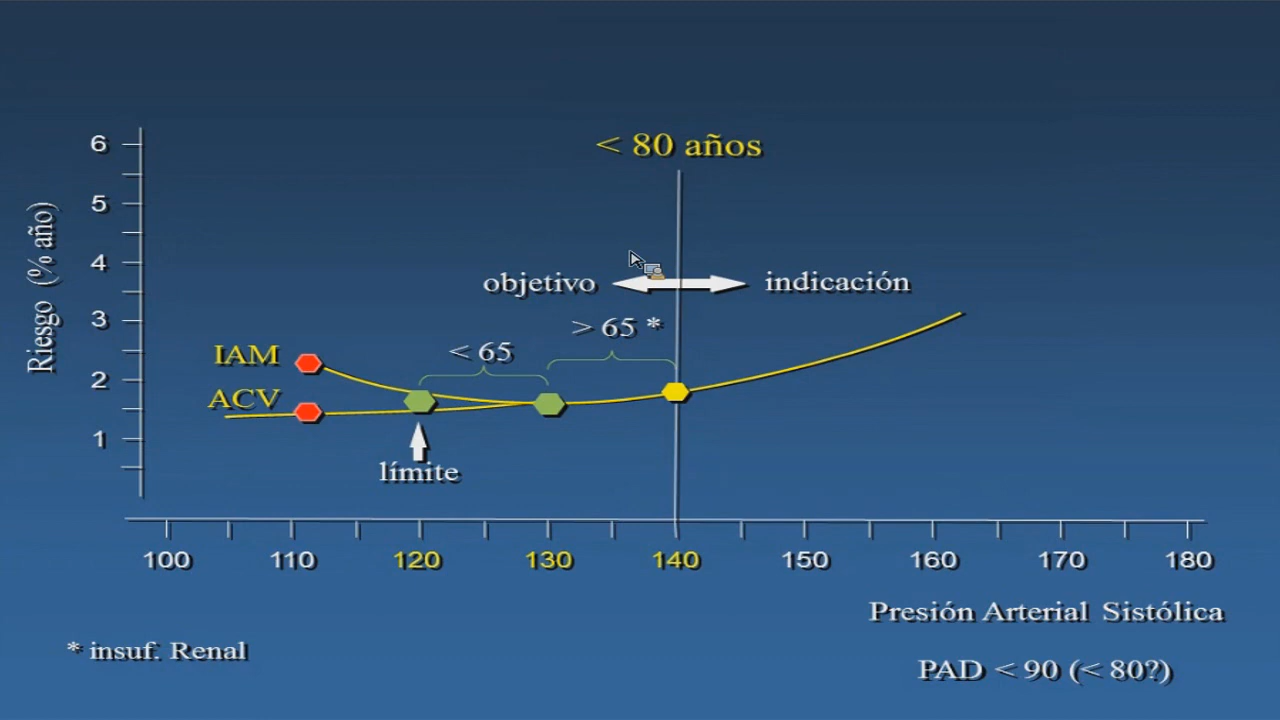 < 80 años
6
5
4
3
2
1
Riesgo (% año)
objetivo
indicación
> 65 *
< 65
IAM
ACV
límite
100 110 120 130 140 150 160 170 180
Presión Arterial Sistólica
* insuf. Renal
PAD < 90 (< 80?)